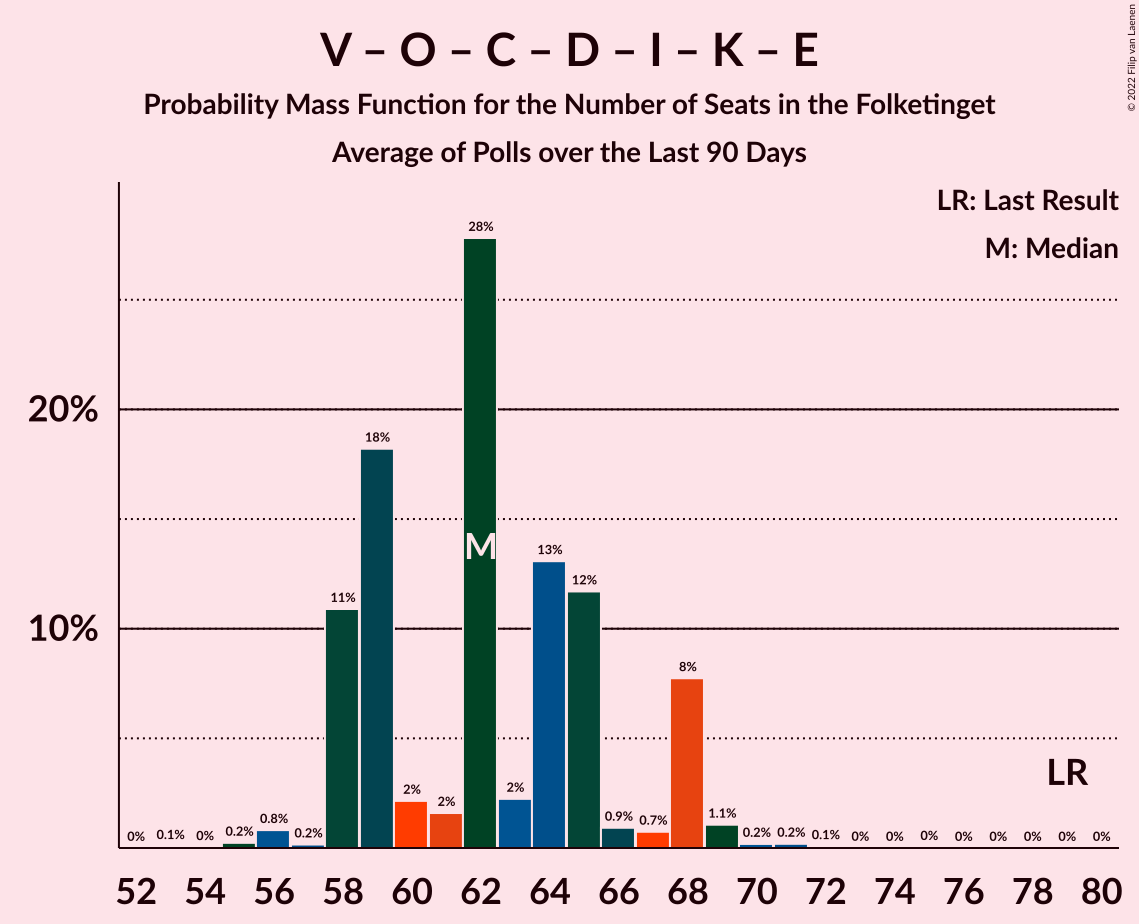 V – O – C – D – I – K – E
Probability Mass Function for the Number of Seats in the Folketinget
Average of Polls over the Last 90 Days
© 2022 Filip van Laenen
LR: Last Result
M: Median
28%
20%
18%
M
13%
12%
11%
10%
8%
LR
2%
2%
2%
0% 0.1% 0% 0.2% 0.8% 0.2% 0.9% 0.7% 1.1% 0.2% 0.2% 0.1% 0% 0% 0% 0% 0% 0% 0% 0%
52 54 56 58 60 62 64 66 68 70 72 74 76 78 80